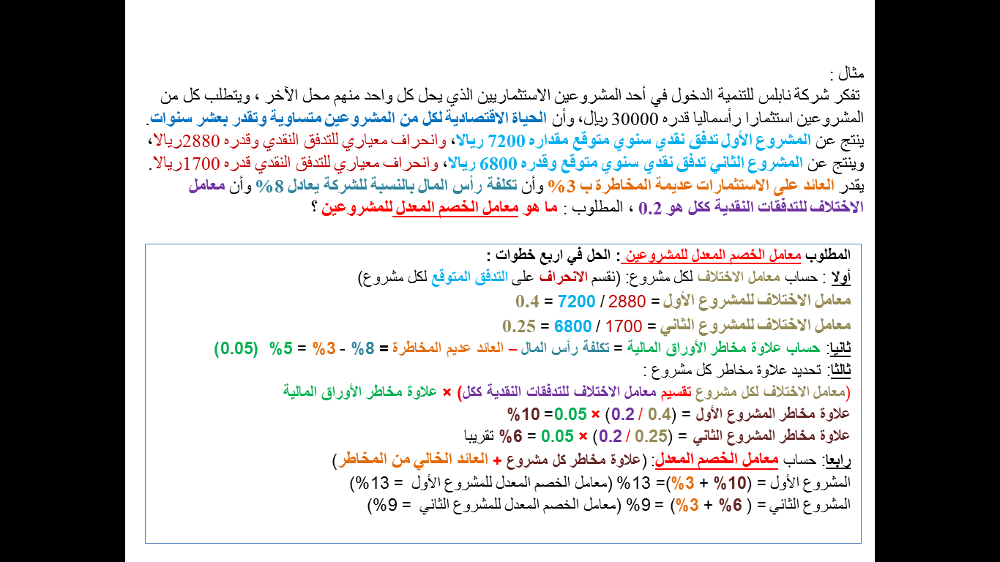 مثال :
تفكر شركة نابلس للتنمية الدخول في أحد المشروعين الاستثماريين الذي يحل كل واحد منهم محل الآخر ، ويتطلب كل من
المشروعين استثمارا رأسماليا قدره 30000 ريال، وأن الحياة الاقتصادية لكل من المشروعين متساوية وتقدر بعشر سنوات.
ينتج عن المشروع الأول تدفق نقدي سنوي متوقع مقداره 7200 ريالا، وانحراف معياري للتدفق النقدي وقدره 2880ريالا،
وينتج عن المشروع الثاني تدفق نقدي سنوي متوقع وقدره 6800 ريالا، وانحراف معياري للتدفق النقدي قدره 1700ريالا.
يقدر العائد على الاستثمارات عديمة المخاطرة ب 3% وأن تكلفة رأس المال بالنسبة للشركة يعادل 8% وأن معامل
الاختلاف للتدفقات النقدية ككل هو 0.2 ، المطلوب : ما هو معامل الخصم المعدل للمشروعين ؟
المطلوب معامل الخصم المعدل للمشروعين : الحل في اربع خطوات :
أولا : حساب معامل الاختلاف لكل مشروع: (نقسم الانحراف على التدفق المتوقع لكل مشروع)
معامل الاختلاف للمشروع الأول = 2880 / 7200 = 0.4
معامل الاختلاف للمشروع الثاني = 1700 / 6800 = 0.25
ثانيا: حساب علاوة مخاطر الأوراق المالية = تكلفة رأس المال – العائد عديم المخاطرة = 8% - 3% = 5% (0.05)
ثالثا: تحديد علاوة مخاطر كل مشروع :
(معامل الاختلاف لكل مشروع تقسيم معامل الاختلاف للتدفقات النقدية ككل) × علاوة مخاطر الأوراق المالية
علاوة مخاطر المشروع الأول = (0.4 / 0.2) × 0.05 =10%
علاوة مخاطر المشروع الثاني = (0.25 / 0.2) × 0.05 = 6% تقريبا
رابعا: حساب معامل الخصم المعدل: (علاوة مخاطر كل مشروع + العائد الخالي من المخاطر)
المشروع الأول = (10% + 3%)= 13% (معامل الخصم المعدل للمشروع الأول = 13%)
المشروع الثاني = ( 6% + 3%) = 9% (معامل الخصم المعدل للمشروع الثاني = 9%)